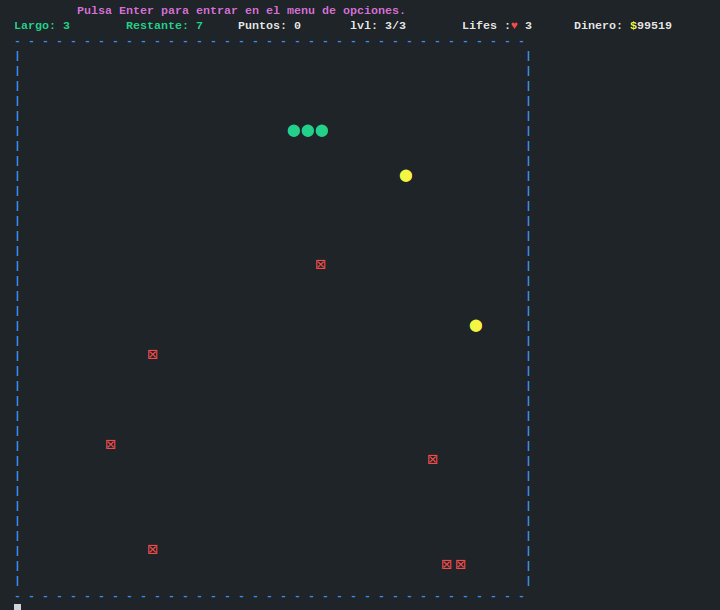 Pulsa Enter para entrar en el menu de opciones.
Largo: 3 Restante: 7 Puntos: 0 lvl: 3/3 Lifes :♥ 3 Dinero: $99519